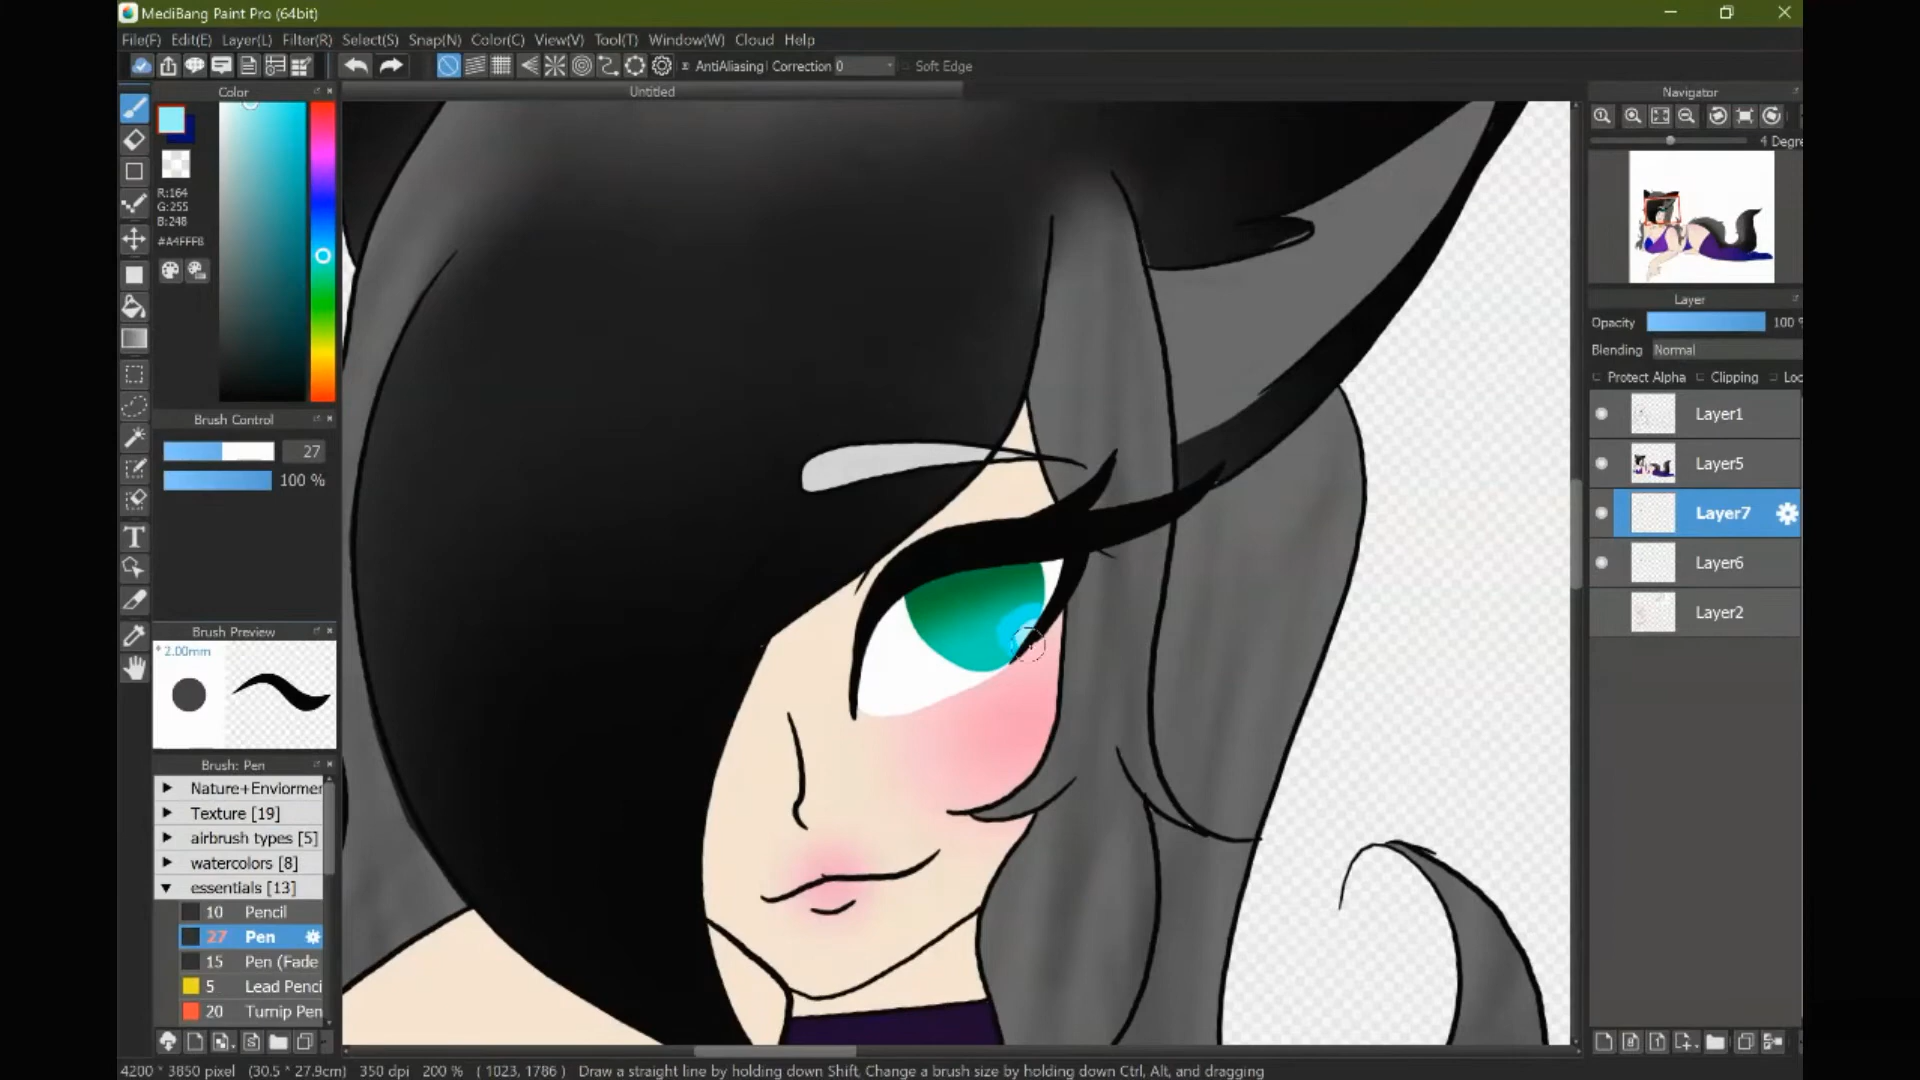 MediBang Paint Pro (64bit)
File(F) Edit(E) Layer(L) Filter(R) Select(S) Snap(N) Color(C) View(V) Tool(T) Window(W) Cloud Help
AntiAliasing Correction 0 Soft Edge
Color
Untitled
Navigator
4 Degre
R:164
G:255
B:248
#A4FFF8
Layer
Opacity 100 %
Blending Normal
Protect Alpha Clipping Loc
Layer1
Brush Control
27
100 %
Layer5
Layer7
Layer6
Layer2
Brush Preview
* 2.00mm
Brush: Pen
Nature+Enviormer
Texture [19]
airbrush types [5]
watercolors [8]
essentials [13]
10 Pencil
27 Pen
15 Pen (Fade
5 Lead Penci
20 Turnip Pen
4200 * 3850 pixel (30.5 * 27.9cm) 350 dpi 200 % ( 1023, 1786 ) Draw a straight line by holding down Shift, Change a brush size by holding down Ctrl, Alt, and dragging